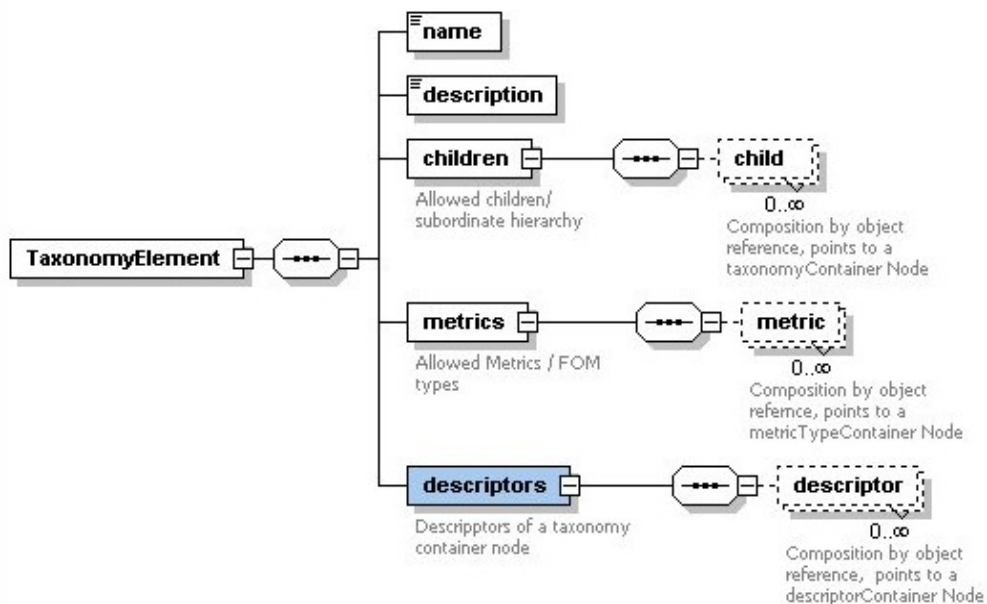 name
description
children
child
Allowed children/
subordinate hierarchy
0..∞
Composition by object
reference, points to a
taxonomyContainer Node
TaxonomyElement
metrics
metric
Allowed Metrics / FOM
types
0..∞
Composition by object
refernce, points to a
metricTypeContainer Node
descriptors
descriptor
Descripptors of a taxonomy
container node
0..∞
Composition by object
reference,  points to a
descriptorContainer Node